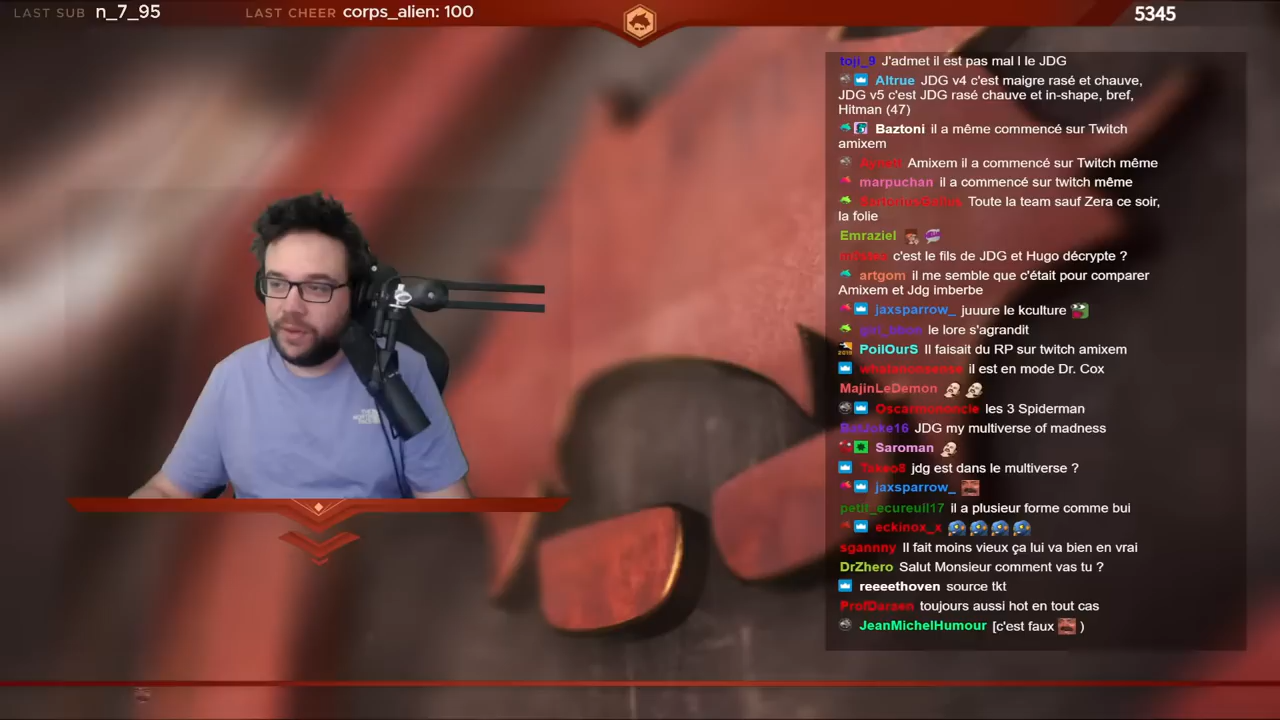 LAST SUB n_7_95 LAST CHEER corps_alien: 100 5345
toji_9 J'admet il est pas mal l le JDG
Altrue JDG v4 c'est maigre rasé et chauve,
JDG v5 c'est JDG rasé chauve et in-shape, bref,
Hitman (47)
Baztoni il a même commencé sur Twitch
amixem
Amixem il a commencé sur Twitch même
marpuchan il a commencé sur twitch même
Toute la team sauf Zera ce soir,
la folie
Emraziel
c'est le fils de JDG et Hugo décrypte ?
artgom il me semble que c'était pour comparer
Amixem et Jdg imberbe
jaxsparrow_ juuure le kculture
le lore s'agrandit
PoilOurS Il faisait du RP sur twitch amixem
whatanonsense il est en mode Dr. Cox
MajinLeDemon
Oscarmononcle les 3 Spiderman
JDG my multiverse of madness
Saroman
Takeo8 jdg est dans le multiverse ?
jaxsparrow_
petit_ecureuil17 il a plusieur forme comme bui
eckinox_x
sgannny Il fait moins vieux ça lui va bien en vrai
DrZhero Salut Monsieur comment vas tu ?
reeeethoven source tkt
ProfDarsen toujours aussi hot en tout cas
JeanMichelHumour [c'est faux )